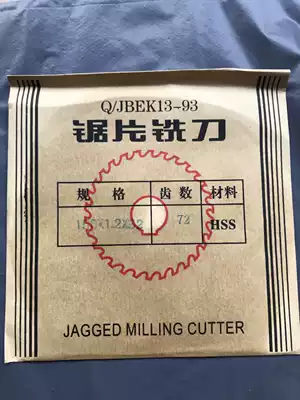 Q/JBEK13-93
锯片铣刀
规 格 齿数 材料
72 HSS
JAGGED MILLING CUTTER